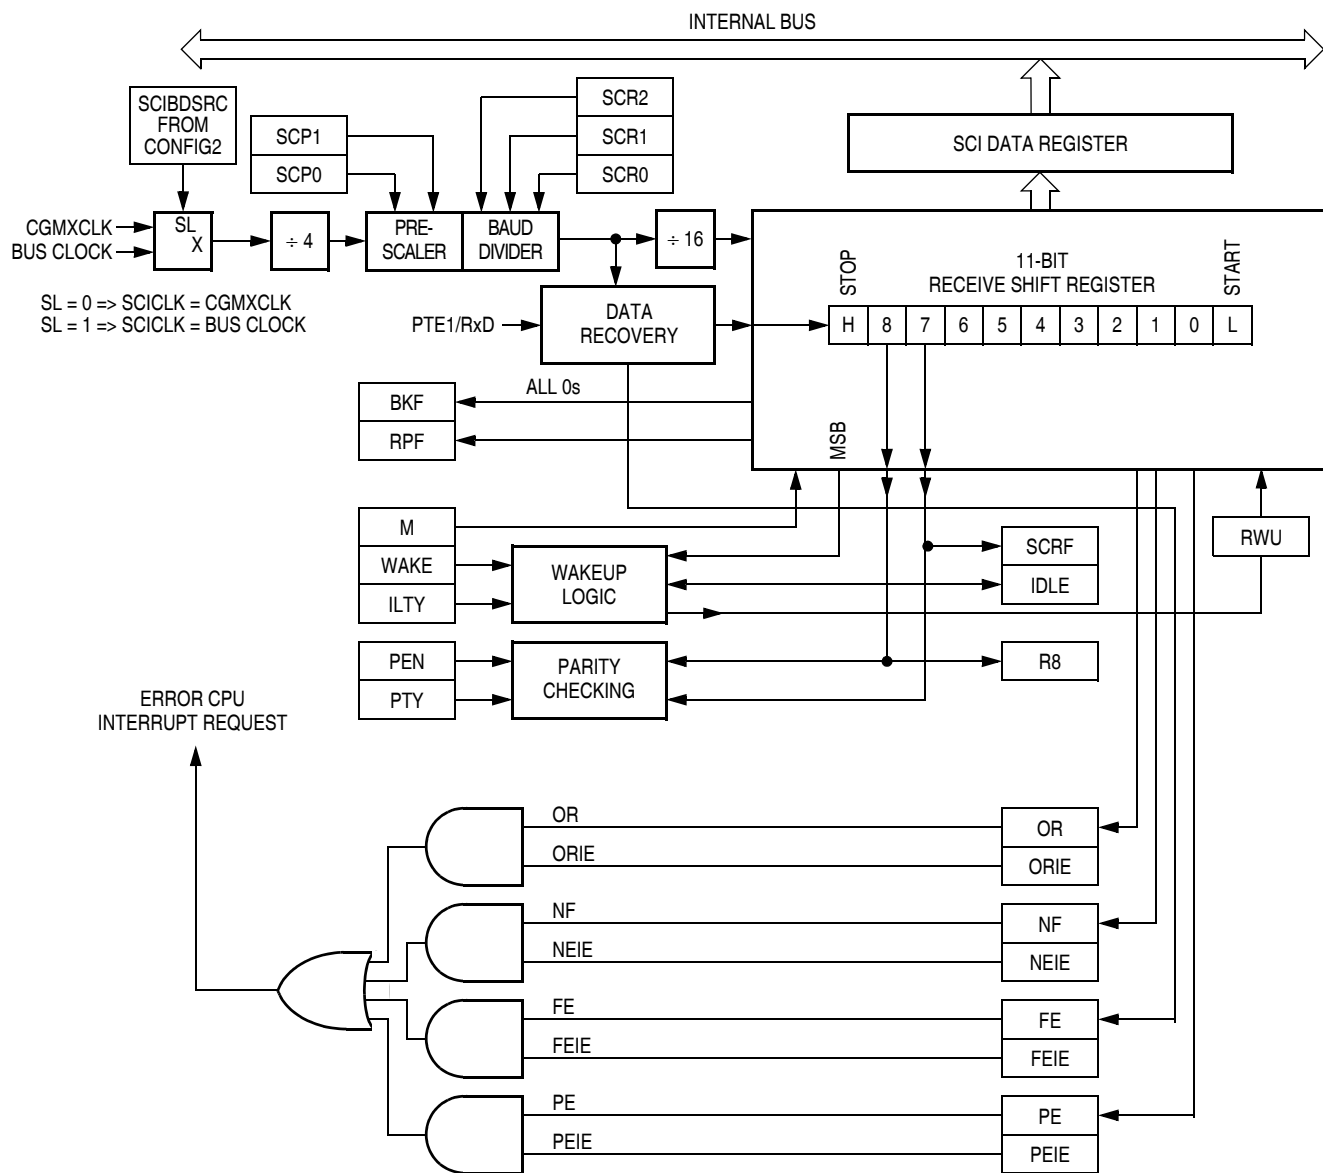 INTERNAL BUS
SCIBDSRC
FROM
CONFIG2
SCP1
SCP0
SCR2
SCR1
SCR0
SCI DATA REGISTER
CGMXCLK
BUS CLOCK
SL
X
÷ 4
PRE-
SCALER
BAUD
DIVIDER
÷ 16
SL = 0 => SCICLK = CGMXCLK
SL = 1 => SCICLK = BUS CLOCK
PTE1/RxD
DATA
RECOVERY
STOP
11-BIT
RECEIVE SHIFT REGISTER
START
H 8 7 6 5 4 3 2 1 0 L
ALL 0s
BKF
RPF
MSB
M
WAKE
ILTY
WAKEUP
LOGIC
SCRF
IDLE
RWU
PEN
PTY
PARITY
CHECKING
R8
ERROR CPU
INTERRUPT REQUEST
OR
OR
ORIE
ORIE
NF
NF
NEIE
NEIE
FE
FE
FEIE
FEIE
PE
PE
PEIE
PEIE